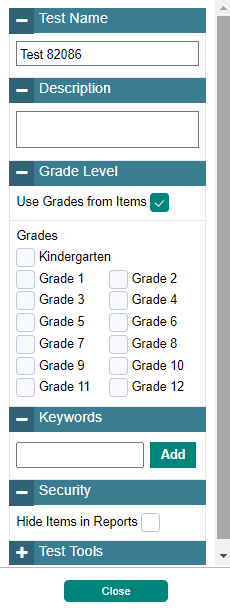 Test Name
Test 82086
Description
Grade Level
Use Grades from Items
Grades
Kindergarten
Grade 1 Grade 2
Grade 3 Grade 4
Grade 5 Grade 6
Grade 7 Grade 8
Grade 9 Grade 10
Grade 11 Grade 12
Keywords
Add
Security
Hide Items in Reports
Test Tools
Close